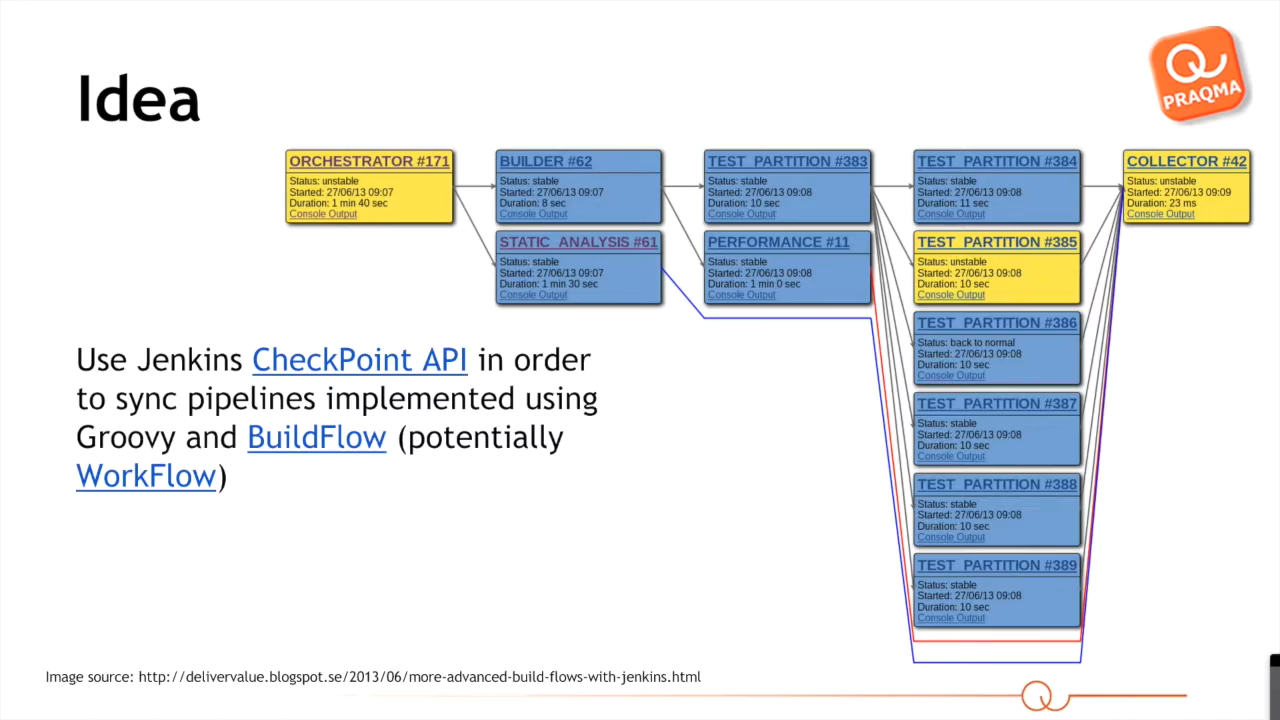 Idea
PRAQMA
ORCHESTRATOR #171
Status: unstable
Started: 27/06/13 09:07
Duration: 1 min 40 sec
Console Output
BUILDER #62
Status: stable
Started: 27/06/13 09:07
Duration: 8 sec
Console Output
STATIC_ANALYSIS #61
Status: stable
Started: 27/06/13 09:07
Duration: 1 min 30 sec
Console Output
TEST_PARTITION #383
Status: stable
Started: 27/06/13 09:08
Duration: 10 sec
Console Output
PERFORMANCE #11
Status: stable
Started: 27/06/13 09:08
Duration: 1 min 0 sec
Console Output
TEST_PARTITION #384
Status: stable
Started: 27/06/13 09:08
Duration: 11 sec
Console Output
TEST_PARTITION #385
Status: unstable
Started: 27/06/13 09:08
Duration: 10 sec
Console Output
TEST_PARTITION #386
Status: back to normal
Started: 27/06/13 09:08
Duration: 10 sec
Console Output
TEST_PARTITION #387
Status: stable
Started: 27/06/13 09:08
Duration: 10 sec
Console Output
TEST_PARTITION #388
Status: stable
Started: 27/06/13 09:08
Duration: 10 sec
Console Output
TEST_PARTITION #389
Status: stable
Started: 27/06/13 09:08
Duration: 10 sec
Console Output
COLLECTOR #42
Status: unstable
Started: 27/06/13 09:09
Duration: 23 ms
Console Output
Use Jenkins CheckPoint API in order
to sync pipelines implemented using
Groovy and BuildFlow (potentially
WorkFlow)
Image source: http://delivervalue.blogspot.se/2013/06/more-advanced-build-flows-with-jenkins.html